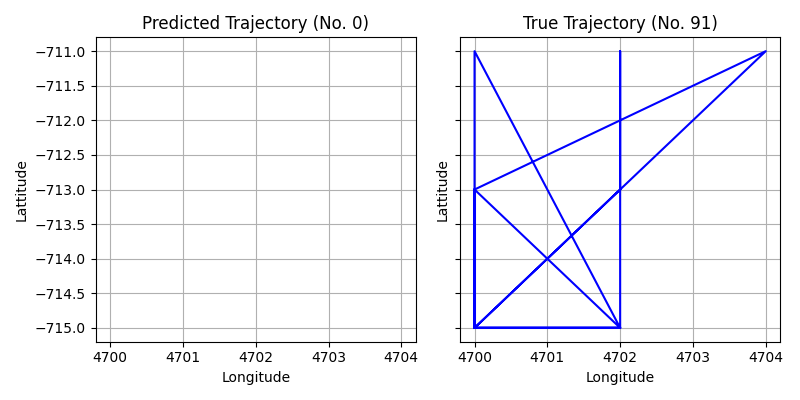 Predicted Trajectory (No. 0)
True Trajectory (No. 91)
−711.0
−711.5
−712.0
−712.5
−713.0
−713.5
−714.0
−714.5
−715.0
Lattitude
Lattitude
4700 4701 4702 4703 4704
4700 4701 4702 4703 4704
Longitude
Longitude